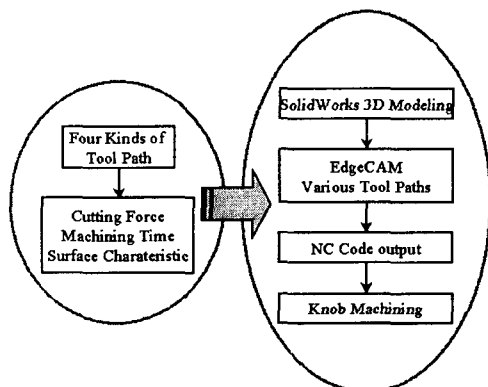 Four Kinds of
Tool Path
Cutting Force
Machining Time
Surface Charateristic
SolidWorks 3D Modeling
EdgeCAM
Various Tool Paths
NC Code output
Knob Machining